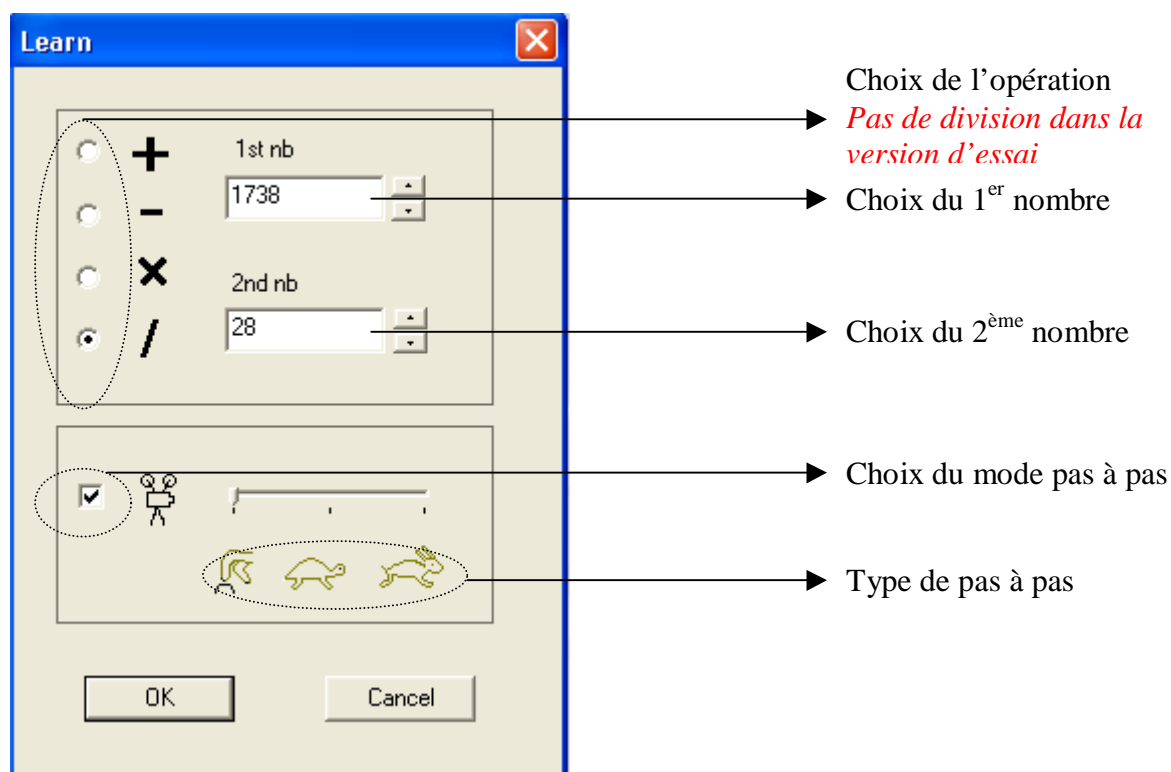 Learn
Choix de l’opération
Pas de division dans la
version d’essai
+ 1st nb
1738
Choix du 1er nombre
-
×
2nd nb
/ 28
Choix du 2ème nombre
Choix du mode pas à pas
Type de pas à pas
OK Cancel